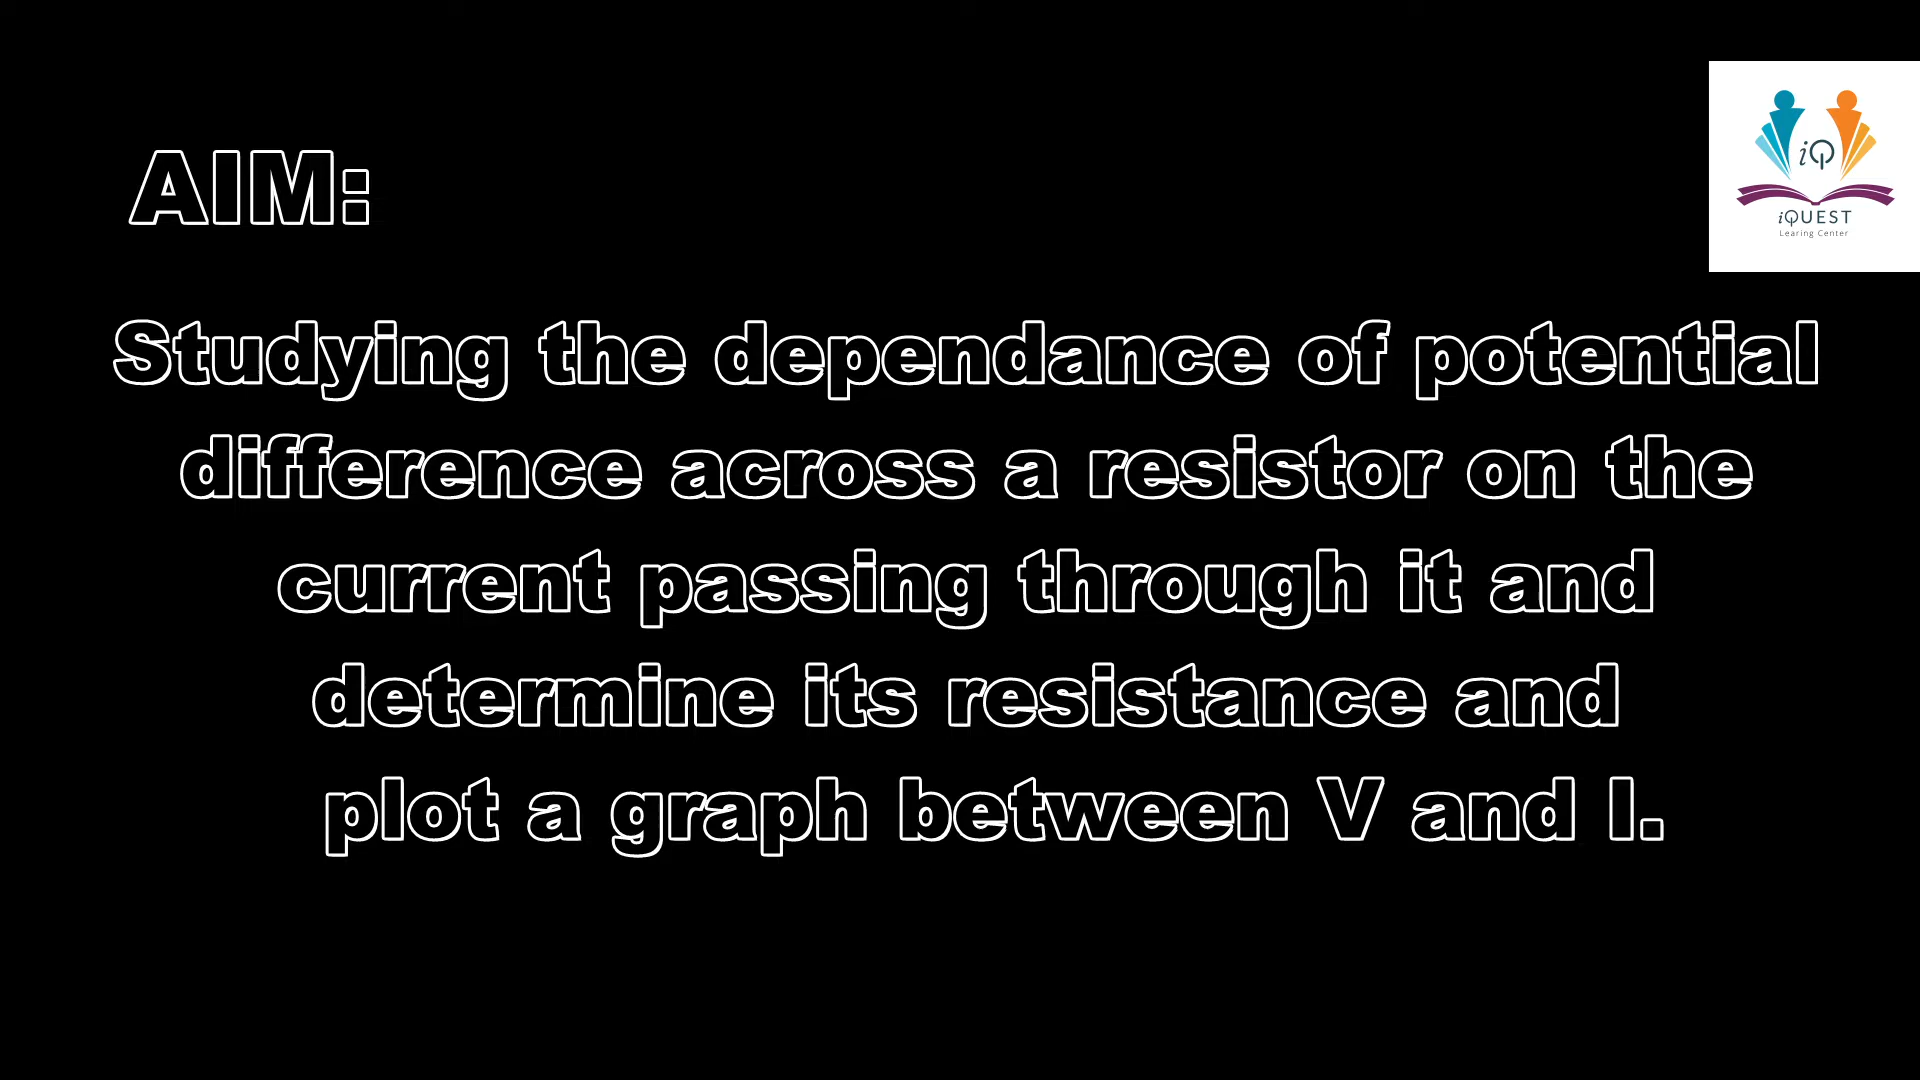 AIM:
iQ
iQUEST
Learing Center
Studying the dependance of potential
difference across a resistor on the
current passing through it and
determine its resistance and
plot a graph between V and I.